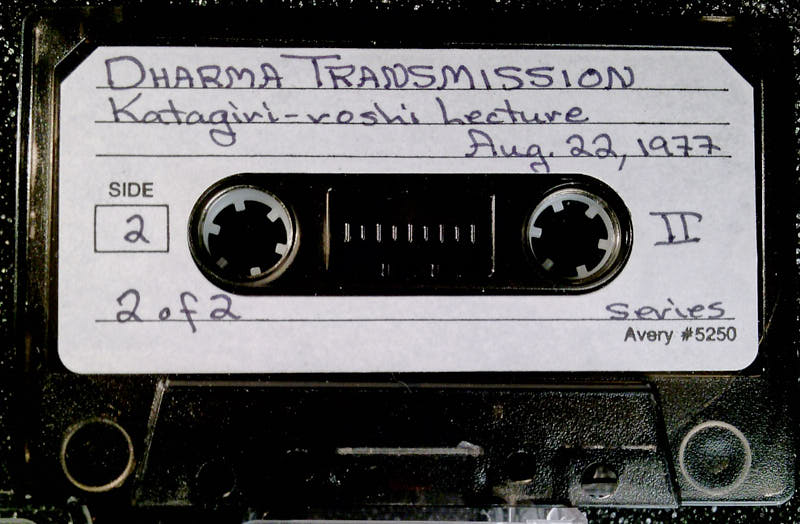 DHARMA TRANSMISSION
Katagiri-roshi Lecture
Aug. 22, 1977
SIDE
2
II
2 of 2
series
Avery #5250